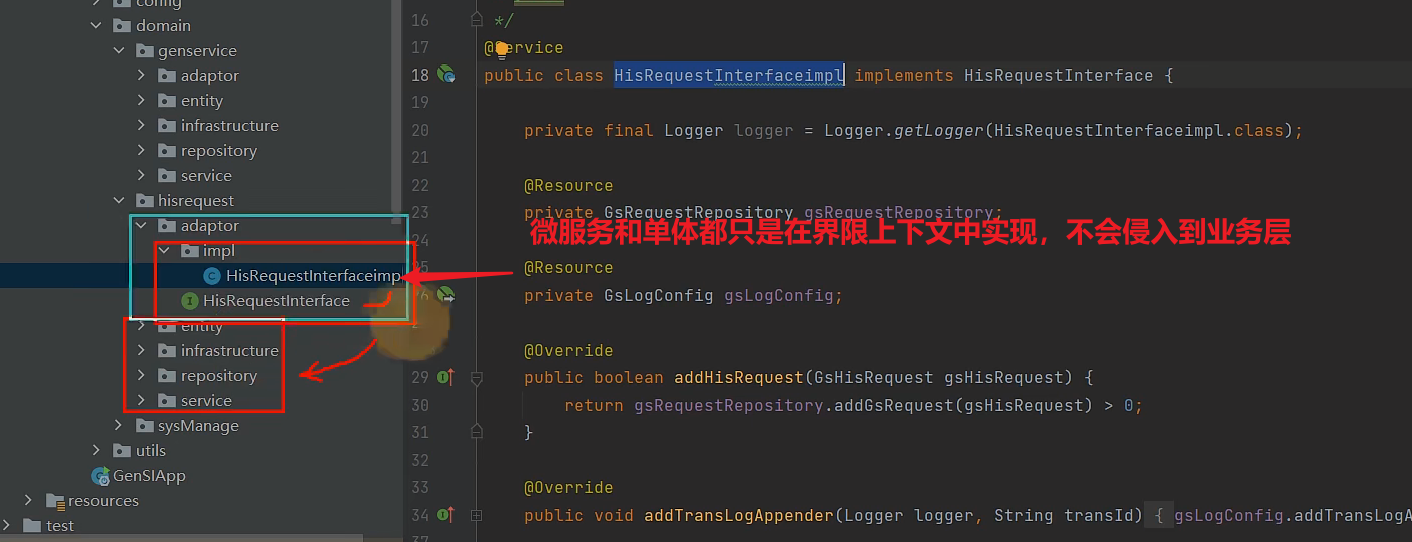 config
domain
genservice
adaptor
entity
infrastructure
repository
service
hisrequest
adaptor
impl
HisRequestInterfaceimp
HisRequestInterface
entity
infrastructure
repository
service
sysManage
utils
GenSIApp
resources
test
16 */
17 @Service
18 public class HisRequestInterfaceimpl implements HisRequestInterface {
19
20 private final Logger logger = Logger.getLogger(HisRequestInterfaceimpl.class);
21
22 @Resource
23 private GsRequestRepository gsRequestRepository;
24
微服务和单体都只是在界限上下文中实现，不会侵入到业务层
25 @Resource
26 private GsLogConfig gsLogConfig;
@Override
29 public boolean addHisRequest(GsHisRequest gsHisRequest) {
30 return gsRequestRepository.addGsRequest(gsHisRequest) > 0;
31 }
32
33 @Override
34 public void addTransLogAppender(Logger logger, String transId) { gsLogConfig.addTransLogA
37